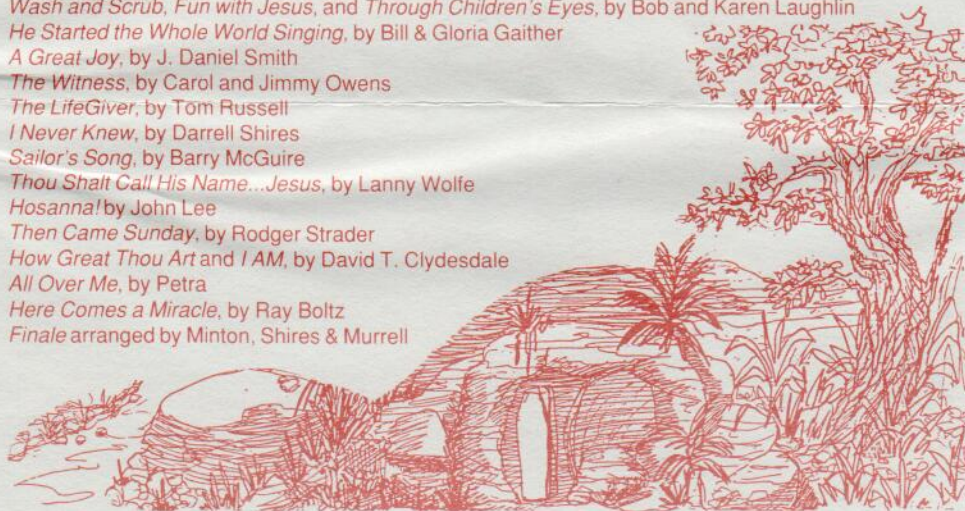 Wash and Scrub, Fun with Jesus, and Through Children's Eyes, by Bob and Karen Laughlin
He Started the Whole World Singing, by Bill & Gloria Gaither
A Great Joy, by J. Daniel Smith
The Witness, by Carol and Jimmy Owens
The LifeGiver, by Tom Russell
I Never Knew, by Darrell Shires
Sailor's Song, by Barry McGuire
Thou Shalt Call His Name...Jesus, by Lanny Wolfe
Hosanna! by John Lee
Then Came Sunday, by Rodger Strader
How Great Thou Art and I AM, by David T. Clydesdale
All Over Me, by Petra
Here Comes a Miracle, by Ray Boltz
Finale arranged by Minton, Shires & Murrell